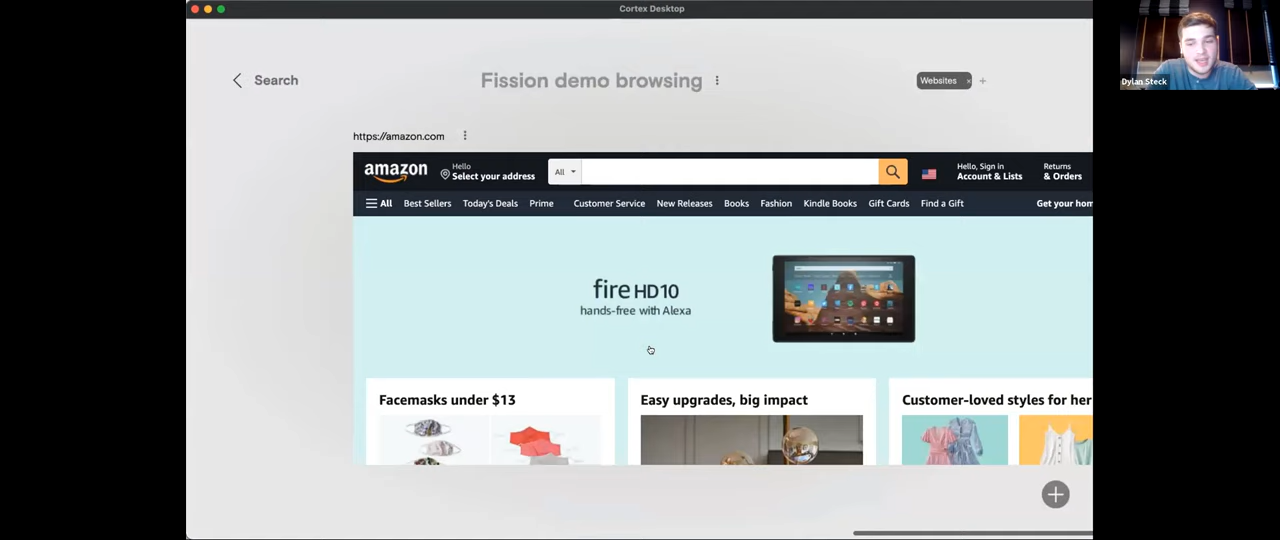 Cortex Desktop
Search
Fission demo browsing
Websites × +
Dylan Steck
https://amazon.com
amazon
Hello
Select your address
All
Hello, Sign in
Account & Lists
Returns
& Orders
All Best Sellers Today's Deals Prime Customer Service New Releases Books Fashion Kindle Books Gift Cards Find a Gift Get your hom
fire HD10
hands-free with Alexa
Facemasks under $13
Easy upgrades, big impact
Customer-loved styles for her